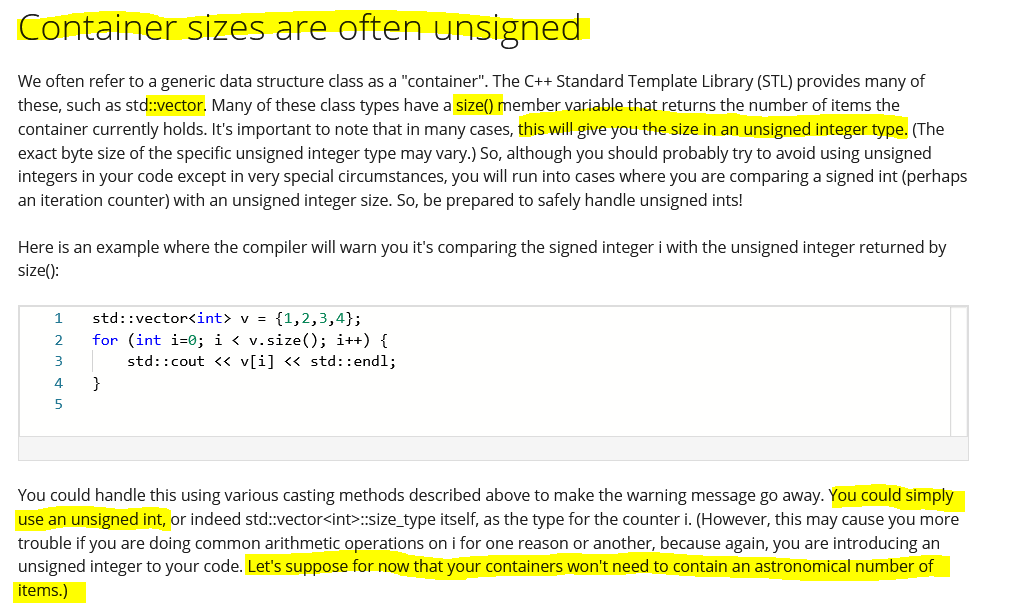 Container sizes are often unsigned
We often refer to a generic data structure class as a "container". The C++ Standard Template Library (STL) provides many of
these, such as std::vector. Many of these class types have a size() member variable that returns the number of items the
container currently holds. It's important to note that in many cases, this will give you the size in an unsigned integer type. (The
exact byte size of the specific unsigned integer type may vary.) So, although you should probably try to avoid using unsigned
integers in your code except in very special circumstances, you will run into cases where you are comparing a signed int (perhaps
an iteration counter) with an unsigned integer size. So, be prepared to safely handle unsigned ints!
Here is an example where the compiler will warn you it's comparing the signed integer i with the unsigned integer returned by
size():
1 std::vector<int> v = {1,2,3,4};
2 for (int i=0; i < v.size(); i++) {
3     std::cout << v[i] << std::endl;
4 }
5
You could handle this using various casting methods described above to make the warning message go away. You could simply
use an unsigned int, or indeed std::vector<int>::size_type itself, as the type for the counter i. (However, this may cause you more
trouble if you are doing common arithmetic operations on i for one reason or another, because again, you are introducing an
unsigned integer to your code. Let's suppose for now that your containers won't need to contain an astronomical number of
items.)